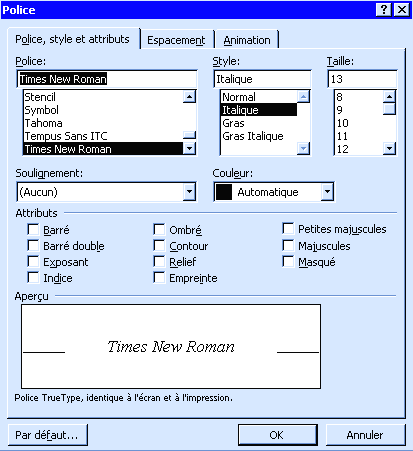 Police
Police, style et attributs Espacement Animation
Police: Style: Taille:
Times New Roman Italique 13
Stencil Normal 8
Symbol Italique 9
Tahoma Gras 10
Tempus Sans ITC Gras Italique 11
Times New Roman 12
Soulignement: Couleur:
(Aucun) Automatique
Attributs
Barré Ombré Petites majuscules
Barré double Contour Majuscules
Exposant Relief Masqué
Indice Empreinte
Aperçu
Times New Roman
Police TrueType, identique à l'écran et à l'impression.
Par défaut... OK Annuler